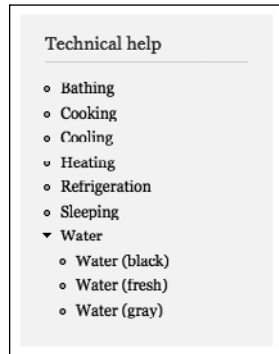 Technical help
Bathing
Cooking
Cooling
Heating
Refrigeration
Sleeping
Water
Water (black)
Water (fresh)
Water (gray)